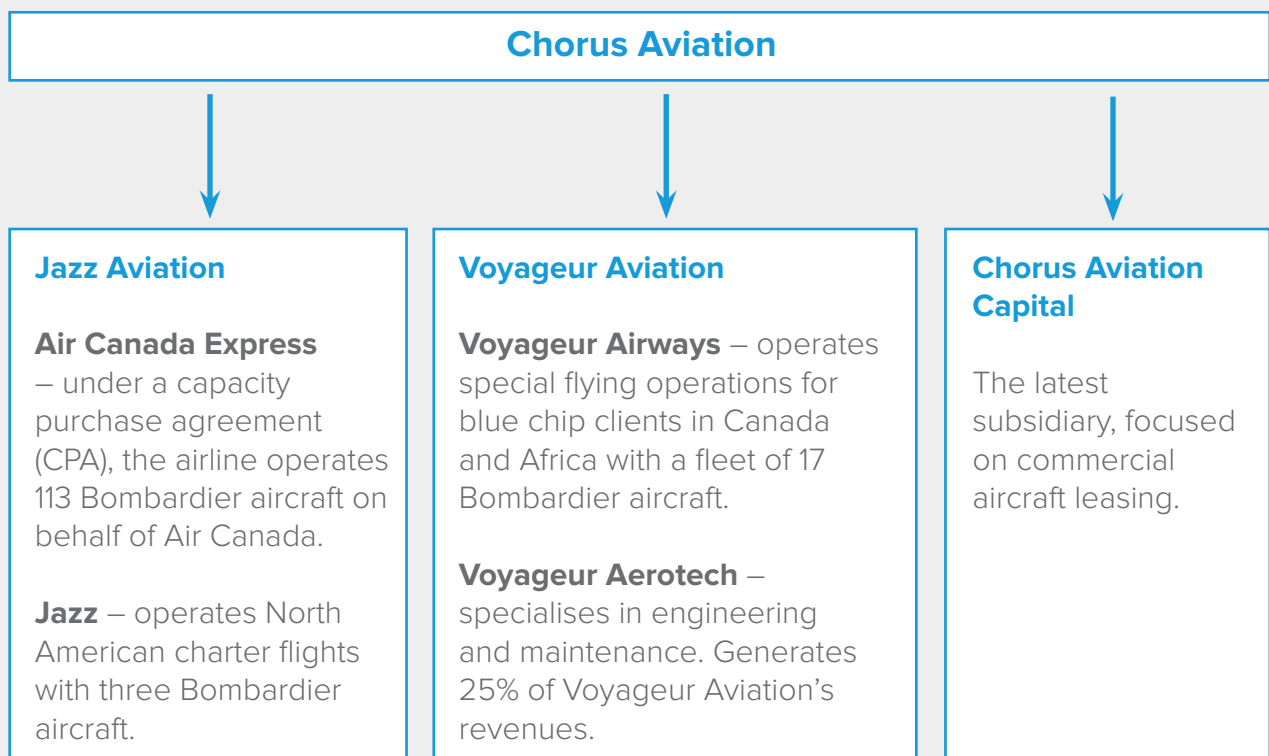 Chorus Aviation
Jazz Aviation
Air Canada Express
– under a capacity
purchase agreement
(CPA), the airline operates
113 Bombardier aircraft on
behalf of Air Canada.
Jazz – operates North
American charter flights
with three Bombardier
aircraft.
Voyageur Aviation
Voyageur Airways – operates
special flying operations for
blue chip clients in Canada
and Africa with a fleet of 17
Bombardier aircraft.
Voyageur Aerotech –
specialises in engineering
and maintenance. Generates
25% of Voyageur Aviation’s
revenues.
Chorus Aviation
Capital
The latest
subsidiary, focused
on commercial
aircraft leasing.